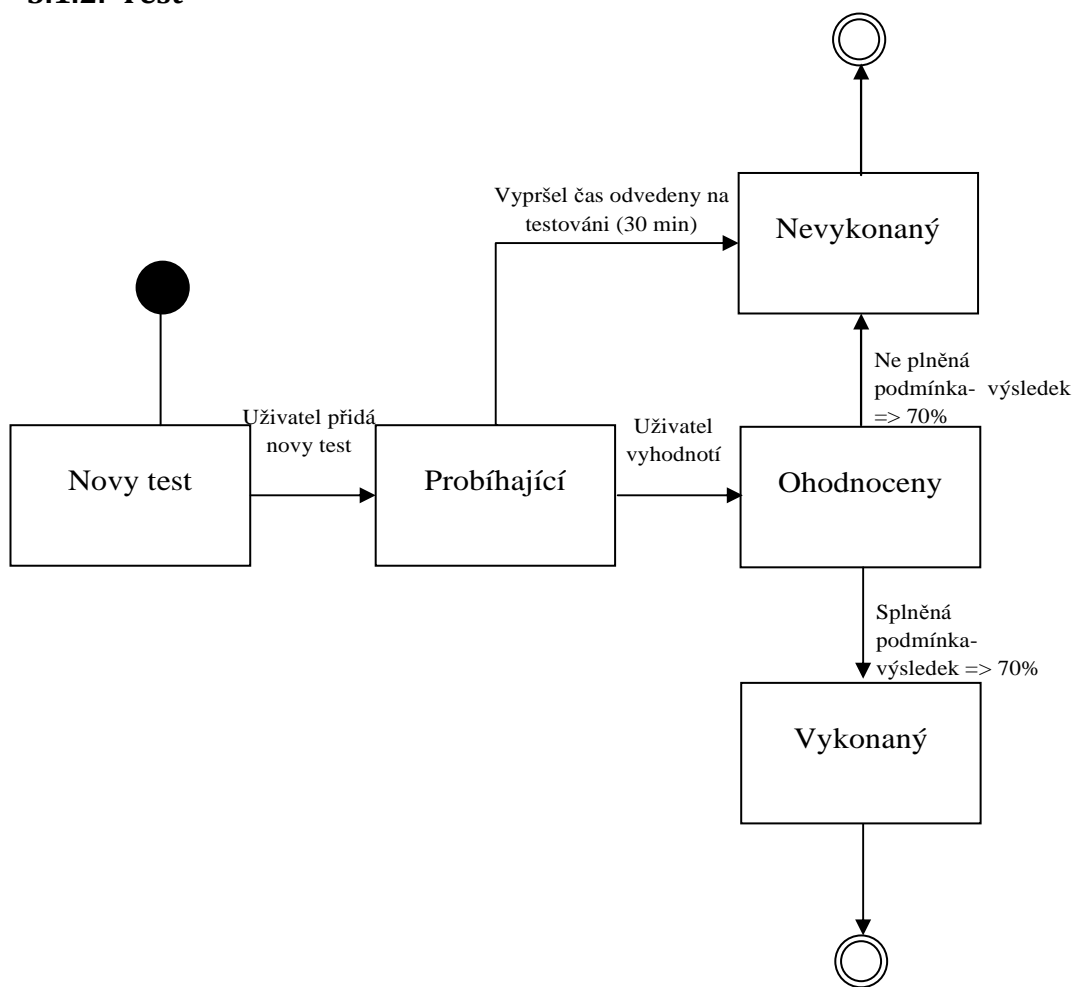 Vypršel čas odvedeny na
testováni (30 min)
Nevykonaný
Ne plněná
podmínka- výsledek
=> 70%
Uživatel přidá
novy test
Uživatel
vyhodnotí
Novy test
Probíhající
Ohodnoceny
Splněná
podmínka-
výsledek => 70%
Vykonaný